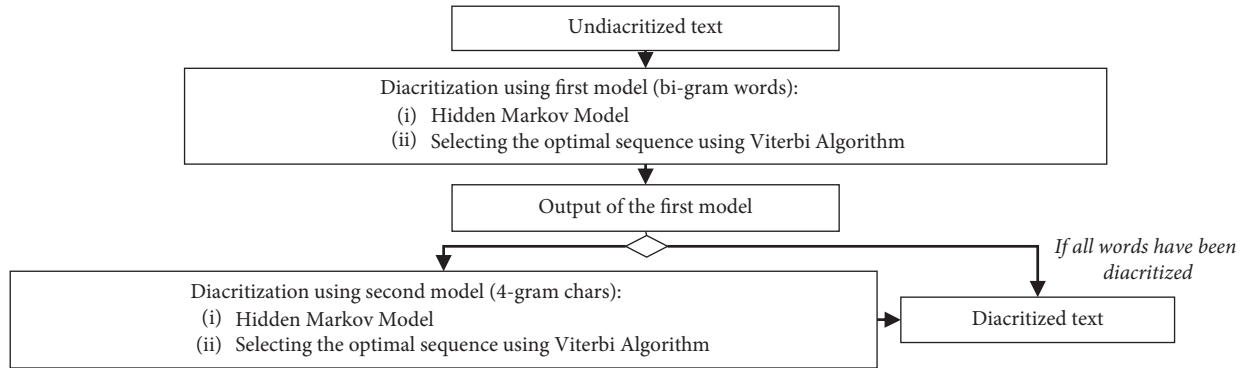 Undiacritized text
Diacritization using first model (bi-gram words):
(i) Hidden Markov Model
(ii) Selecting the optimal sequence using Viterbi Algorithm
Output of the first model
If all words have been
diacritized
Diacritization using second model (4-gram chars):
(i) Hidden Markov Model
(ii) Selecting the optimal sequence using Viterbi Algorithm
Diacritized text